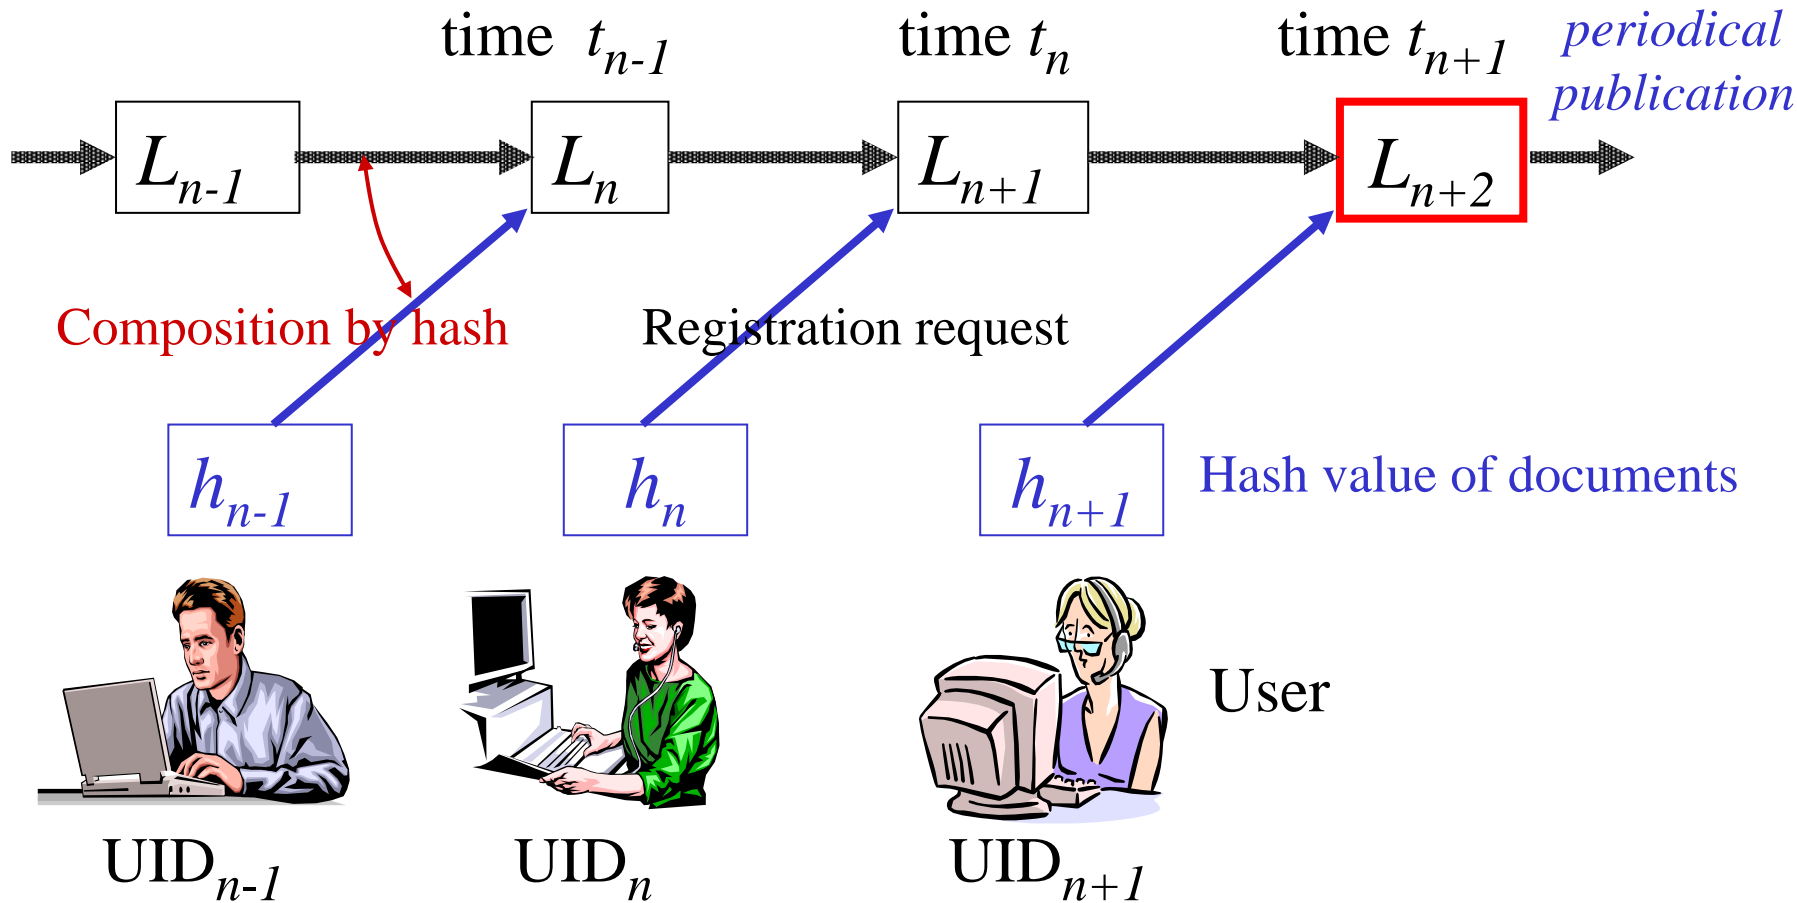 time t_{n-1} time t_n time t_{n+1} periodical
publication
L_{n-1} L_n L_{n+1} L_{n+2}
Composition by hash Registration request
h_{n-1} h_n h_{n+1} Hash value of documents
User
UID_{n-1} UID_n UID_{n+1}